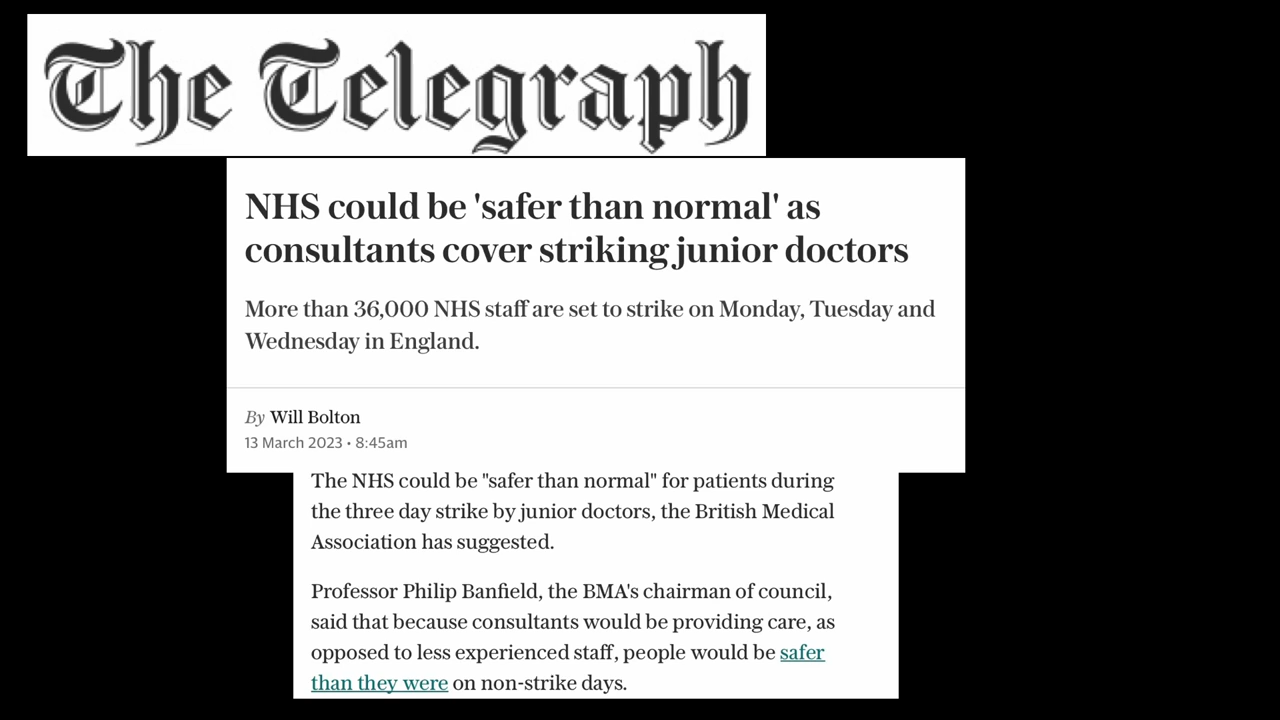 The Telegraph
NHS could be 'safer than normal' as
consultants cover striking junior doctors
More than 36,000 NHS staff are set to strike on Monday, Tuesday and
Wednesday in England.
By Will Bolton
13 March 2023 • 8:45am
The NHS could be "safer than normal" for patients during
the three day strike by junior doctors, the British Medical
Association has suggested.
Professor Philip Banfield, the BMA's chairman of council,
said that because consultants would be providing care, as
opposed to less experienced staff, people would be safer
than they were on non-strike days.